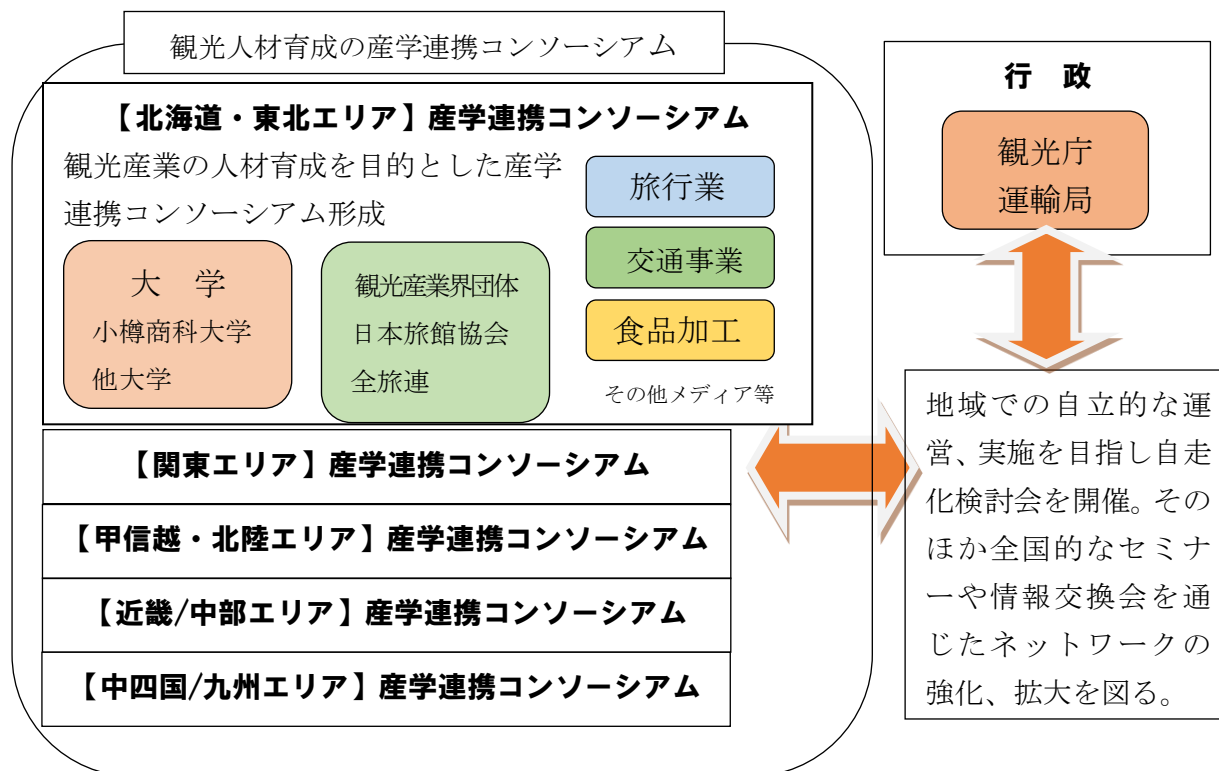 観光人材育成の産学連携コンソーシアム
【北海道・東北エリア】産学連携コンソーシアム
観光産業の人材育成を目的とした産学
連携コンソーシアム形成
大　学
小樽商科大学
他大学
観光産業界団体
日本旅館協会
全旅連
旅行業
交通事業
食品加工
その他メディア等
【関東エリア】産学連携コンソーシアム
【甲信越・北陸エリア】産学連携コンソーシアム
【近畿/中部エリア】産学連携コンソーシアム
【中四国/九州エリア】産学連携コンソーシアム
行　政
観光庁
運輸局
地域での自立的な運
営、実施を目指し自走
化検討会を開催。その
ほか全国的なセミナ
ーや情報交換会を通
じたネットワークの
強化、拡大を図る。